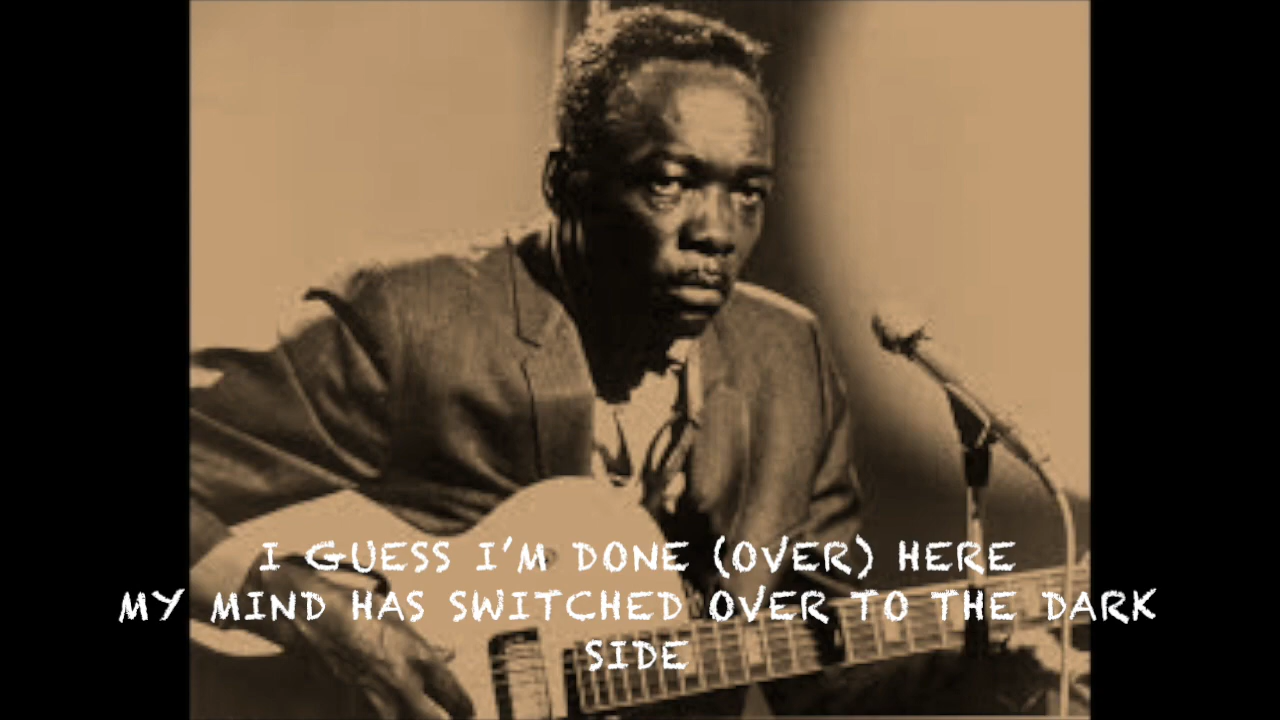 I GUESS I'M DONE (OVER) HERE
MY MIND HAS SWITCHED OVER TO THE DARK
SIDE